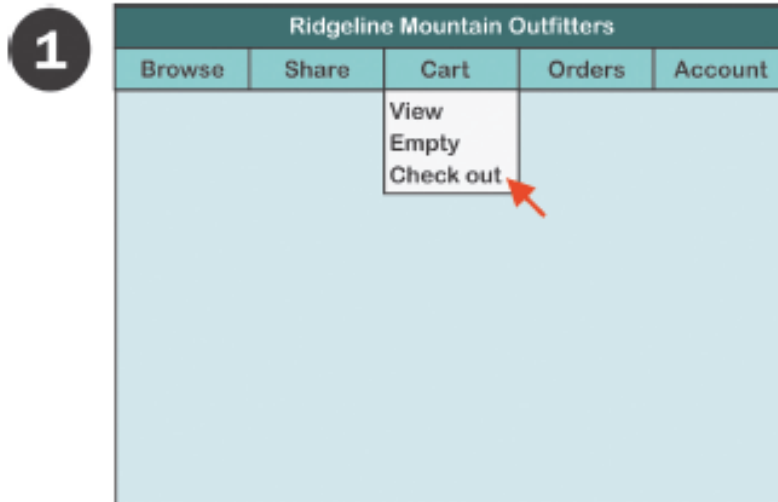 1
Ridgeline Mountain Outfitters
Browse Share Cart Orders Account
View
Empty
Check out